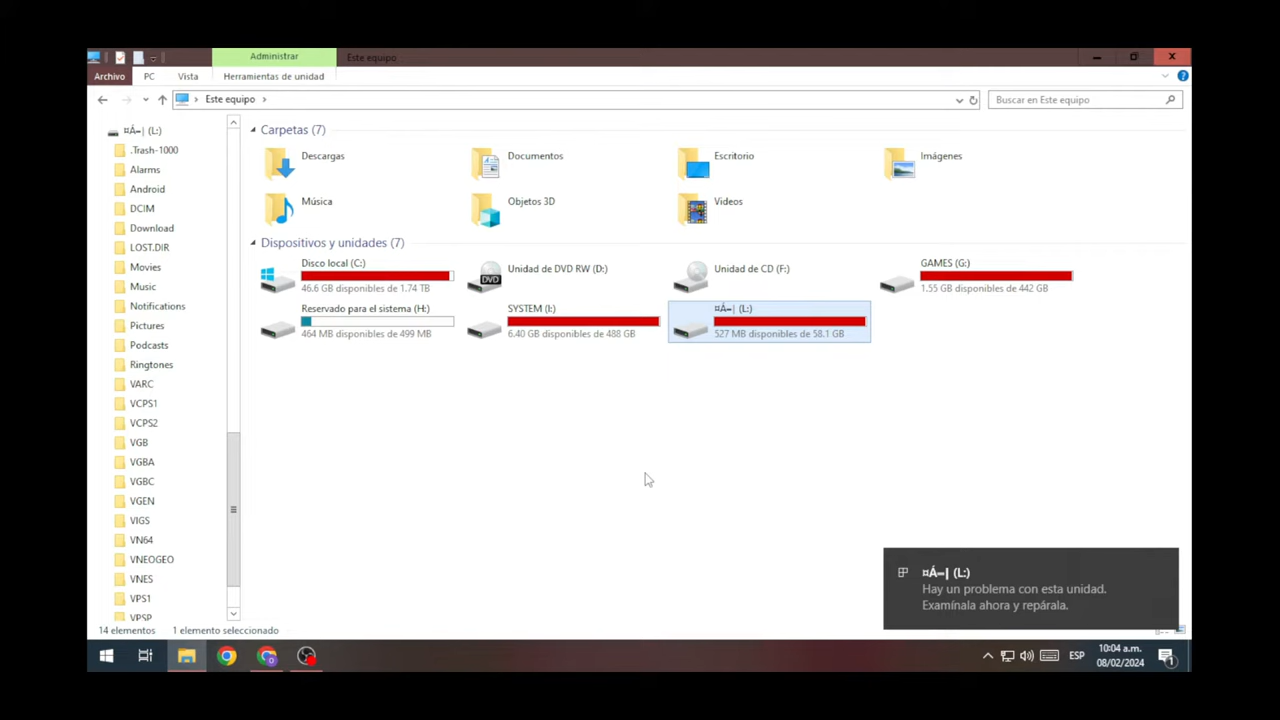 Administrar
Este equipo
Archivo
PC
Vista
Herramientas de unidad
Este equipo
Buscar en Este equipo
¤Á=| (L:)
.Trash-1000
Alarms
Android
DCIM
Download
LOST.DIR
Movies
Music
Notifications
Pictures
Podcasts
Ringtones
VARC
VCPS1
VCPS2
VGB
VGBA
VGBC
VGEN
VIGS
VN64
VNEOGEO
VNES
VPS1
VPSP
Carpetas (7)
Descargas
Documentos
Escritorio
Imágenes
Música
Objetos 3D
Videos
Dispositivos y unidades (7)
Disco local (C:)
46.6 GB disponibles de 1.74 TB
Unidad de DVD RW (D:)
DVD
Unidad de CD (F:)
GAMES (G:)
1.55 GB disponibles de 442 GB
Reservado para el sistema (H:)
464 MB disponibles de 499 MB
SYSTEM (I:)
6.40 GB disponibles de 488 GB
¤Á=| (L:)
527 MB disponibles de 58.1 GB
¤Á=| (L:)
Hay un problema con esta unidad.
Examínala ahora y repárala.
14 elementos
1 elemento seleccionado
ESP
10:04 a.m.
08/02/2024
1